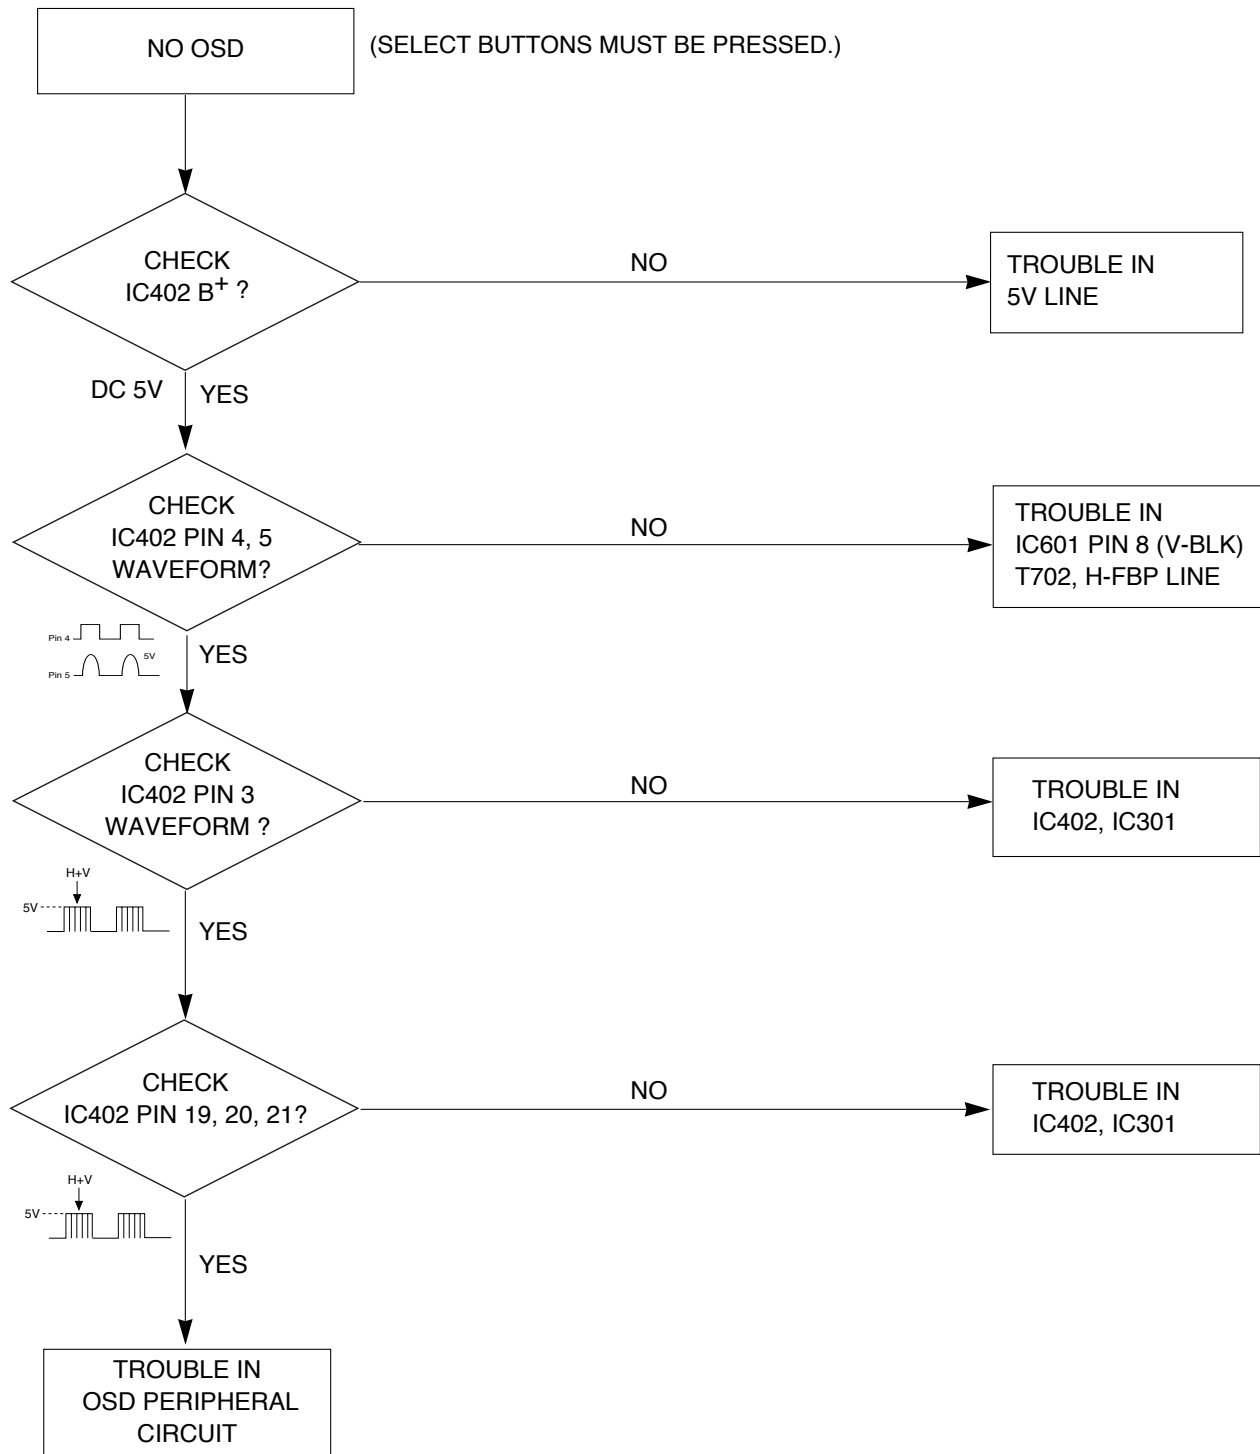 NO OSD
(SELECT BUTTONS MUST BE PRESSED.)
CHECK
IC402 B+ ?
NO
TROUBLE IN
5V LINE
DC 5V
YES
CHECK
IC402 PIN 4, 5
WAVEFORM?
NO
TROUBLE IN
IC601 PIN 8 (V-BLK)
T702, H-FBP LINE
Pin 4
5V
Pin 5
YES
CHECK
IC402 PIN 3
WAVEFORM ?
NO
TROUBLE IN
IC402, IC301
H+V
5V
YES
CHECK
IC402 PIN 19, 20, 21?
NO
TROUBLE IN
IC402, IC301
H+V
5V
YES
TROUBLE IN
OSD PERIPHERAL
CIRCUIT